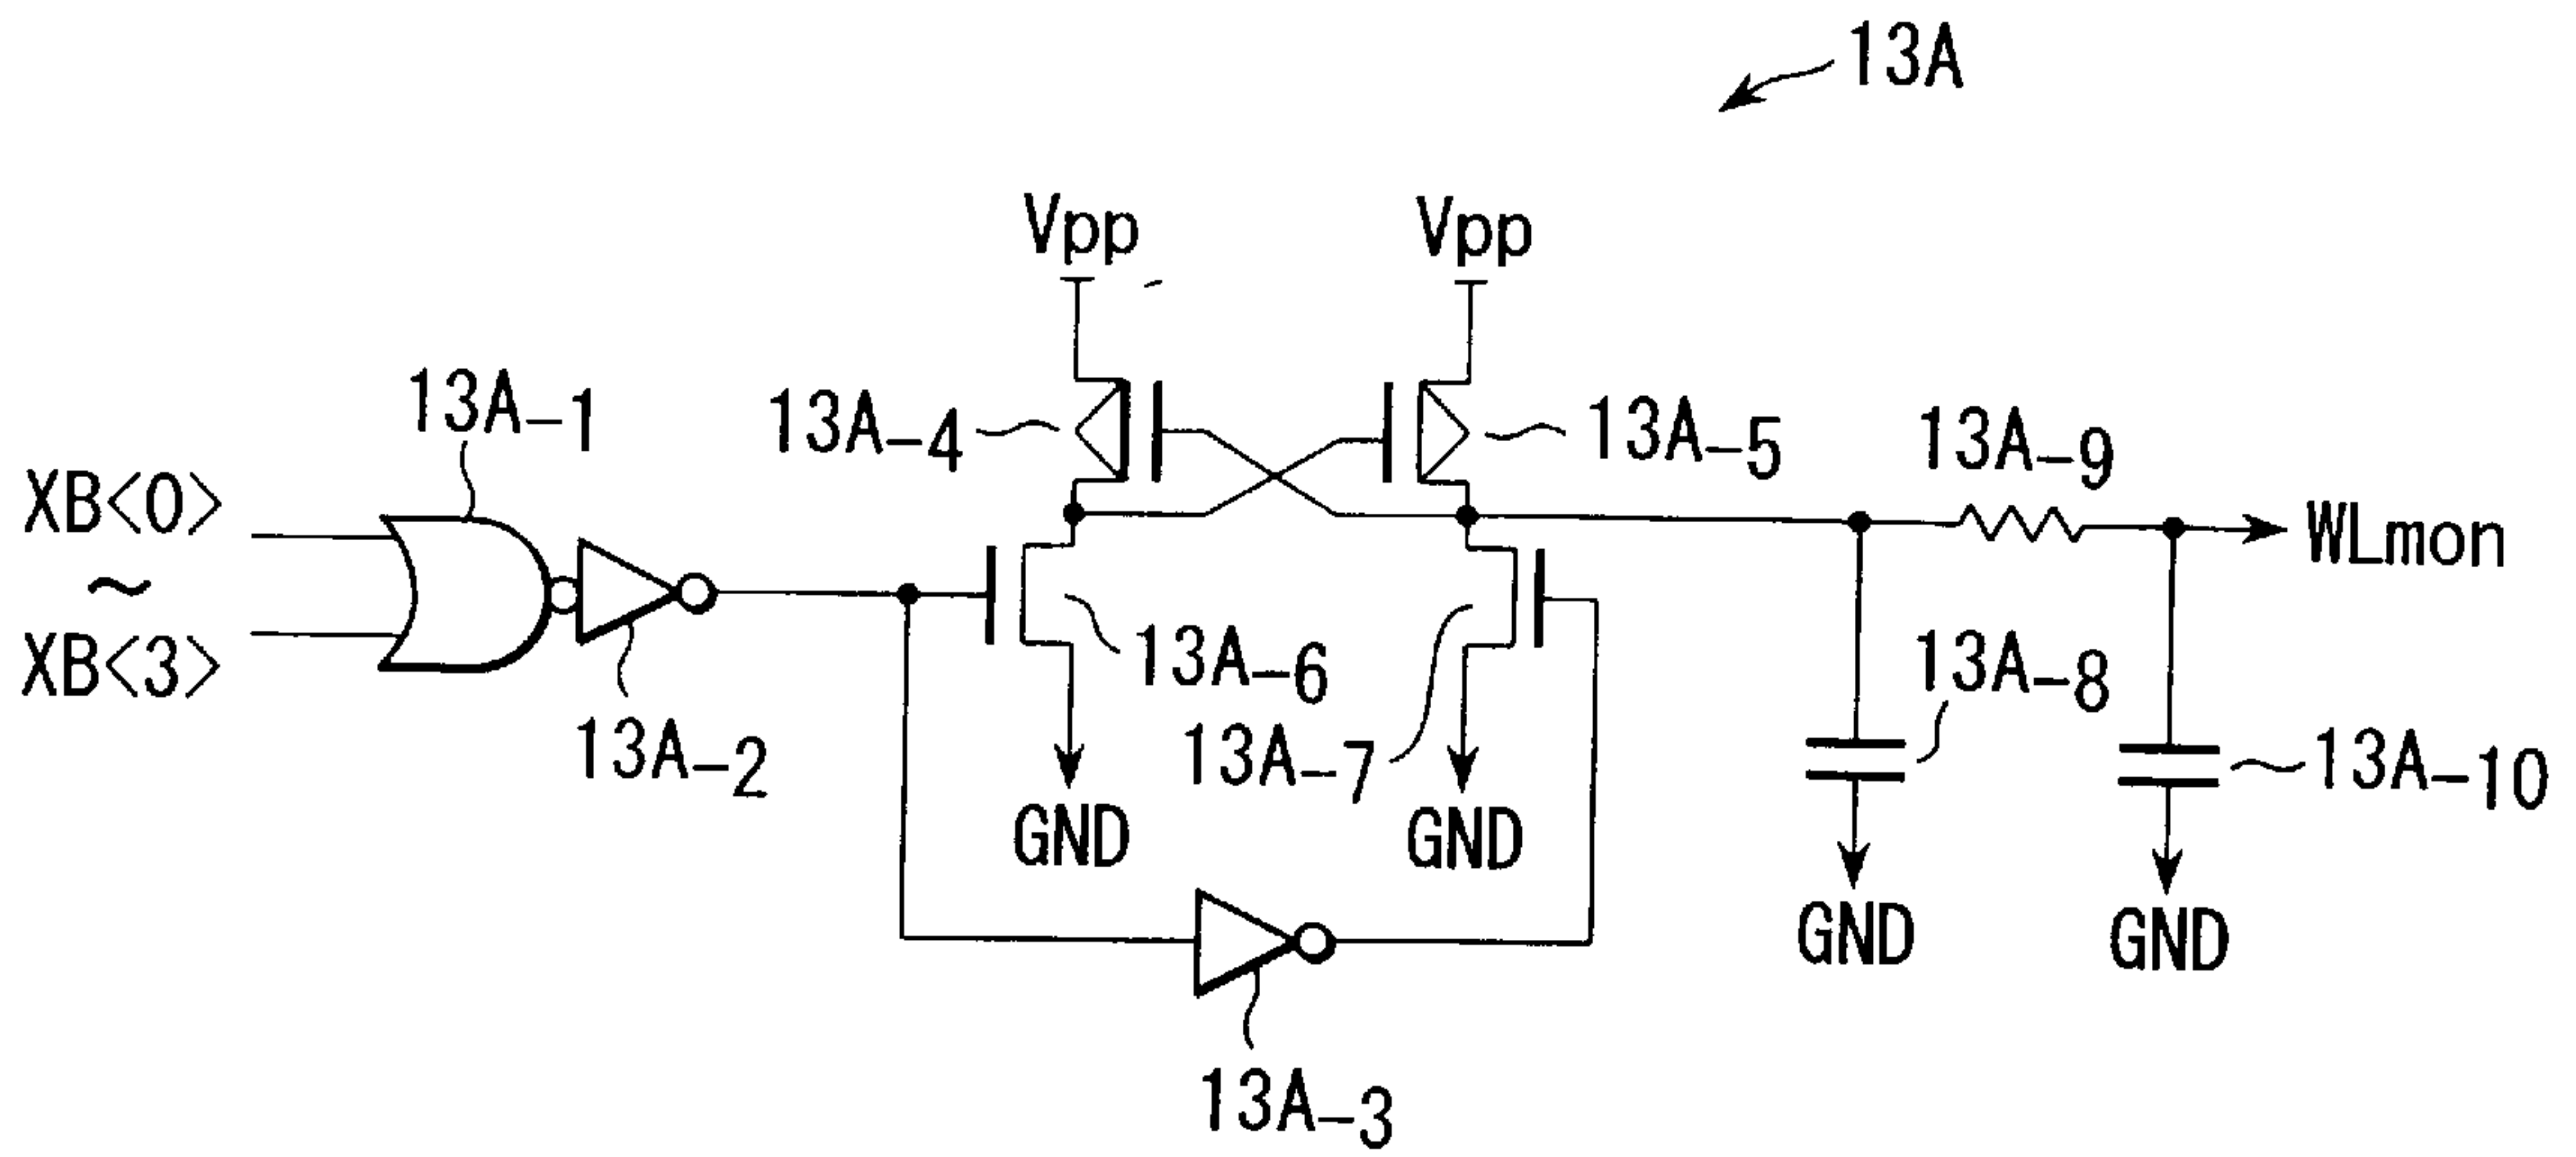 13A
Vpp
Vpp
13A-1
13A-4
13A-5
13A-9
XB<0>
~
XB<3>
WLmon
13A-6
13A-8
13A-2
13A-7
13A-10
GND
GND
GND
GND
13A-3